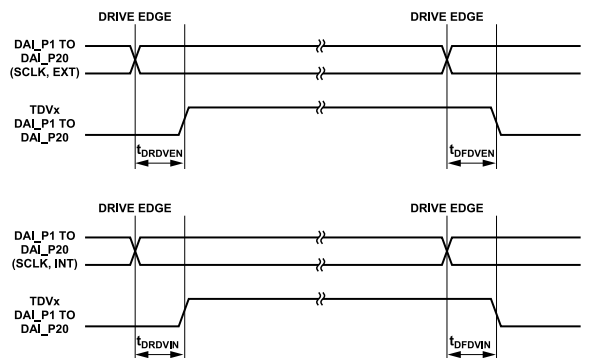 DRIVE EDGE
DRIVE EDGE
DAI_P1 TO
DAI_P20
(SCLK, EXT)
TDVx
DAI_P1 TO
DAI_P20
tDRDVEN
tDFDVEN
DRIVE EDGE
DRIVE EDGE
DAI_P1 TO
DAI_P20
(SCLK, INT)
TDVx
DAI_P1 TO
DAI_P20
tDRDVIN
tDFDVIN